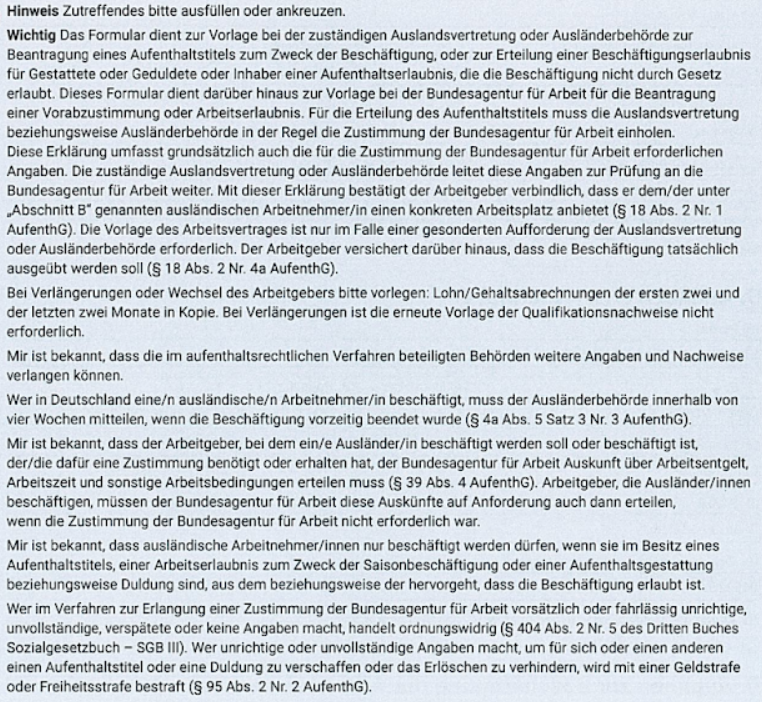 Hinweis Zutreffendes bitte ausfüllen oder ankreuzen.
Wichtig Das Formular dient zur Vorlage bei der zuständigen Auslandsvertretung oder Ausländerbehörde zur
Beantragung eines Aufenthaltstitels zum Zweck der Beschäftigung, oder zur Erteilung einer Beschäftigungserlaubnis
für Gestattete oder Geduldete oder Inhaber einer Aufenthaltserlaubnis, die die Beschäftigung nicht durch Gesetz
erlaubt. Dieses Formular dient darüber hinaus zur Vorlage bei der Bundesagentur für Arbeit für die Beantragung
einer Vorabzustimmung oder Arbeitserlaubnis. Für die Erteilung des Aufenthaltstitels muss die Auslandsvertretung
beziehungsweise Ausländerbehörde in der Regel die Zustimmung der Bundesagentur für Arbeit einholen.
Diese Erklärung umfasst grundsätzlich auch die für die Zustimmung der Bundesagentur für Arbeit erforderlichen
Angaben. Die zuständige Auslandsvertretung oder Ausländerbehörde leitet diese Angaben zur Prüfung an die
Bundesagentur für Arbeit weiter. Mit dieser Erklärung bestätigt der Arbeitgeber verbindlich, dass er dem/der unter
„Abschnitt B“ genannten ausländischen Arbeitnehmer/in einen konkreten Arbeitsplatz anbietet (§ 18 Abs. 2 Nr. 1
AufenthG). Die Vorlage des Arbeitsvertrages ist nur im Falle einer gesonderten Aufforderung der Auslandsvertretung
oder Ausländerbehörde erforderlich. Der Arbeitgeber versichert darüber hinaus, dass die Beschäftigung tatsächlich
ausgeübt werden soll (§ 18 Abs. 2 Nr. 4a AufenthG).
Bei Verlängerungen oder Wechsel des Arbeitgebers bitte vorlegen: Lohn/Gehaltsabrechnungen der ersten zwei und
der letzten zwei Monate in Kopie. Bei Verlängerungen ist die erneute Vorlage der Qualifikationsnachweise nicht
erforderlich.
Mir ist bekannt, dass die im aufenthaltsrechtlichen Verfahren beteiligten Behörden weitere Angaben und Nachweise
verlangen können.
Wer in Deutschland eine/n ausländische/n Arbeitnehmer/in beschäftigt, muss der Ausländerbehörde innerhalb von
vier Wochen mitteilen, wenn die Beschäftigung vorzeitig beendet wurde (§ 4a Abs. 5 Satz 3 Nr. 3 AufenthG).
Mir ist bekannt, dass der Arbeitgeber, bei dem ein/e Ausländer/in beschäftigt werden soll oder beschäftigt ist,
der/die dafür eine Zustimmung benötigt oder erhalten hat, der Bundesagentur für Arbeit Auskunft über Arbeitsentgelt,
Arbeitszeit und sonstige Arbeitsbedingungen erteilen muss (§ 39 Abs. 4 AufenthG). Arbeitgeber, die Ausländer/innen
beschäftigen, müssen der Bundesagentur für Arbeit diese Auskünfte auf Anforderung auch dann erteilen,
wenn die Zustimmung der Bundesagentur für Arbeit nicht erforderlich war.
Mir ist bekannt, dass ausländische Arbeitnehmer/innen nur beschäftigt werden dürfen, wenn sie im Besitz eines
Aufenthaltstitels, einer Arbeitserlaubnis zum Zweck der Saisonbeschäftigung oder einer Aufenthaltsgestattung
beziehungsweise Duldung sind, aus dem beziehungsweise der hervorgeht, dass die Beschäftigung erlaubt ist.
Wer im Verfahren zur Erlangung einer Zustimmung der Bundesagentur für Arbeit vorsätzlich oder fahrlässig unrichtige,
unvollständige, verspätete oder keine Angaben macht, handelt ordnungswidrig (§ 404 Abs. 2 Nr. 5 des Dritten Buches
Sozialgesetzbuch – SGB III). Wer unrichtige oder unvollständige Angaben macht, um für sich oder einen anderen
einen Aufenthaltstitel oder eine Duldung zu verschaffen oder das Erlöschen zu verhindern, wird mit einer Geldstrafe
oder Freiheitsstrafe bestraft (§ 95 Abs. 2 Nr. 2 AufenthG).